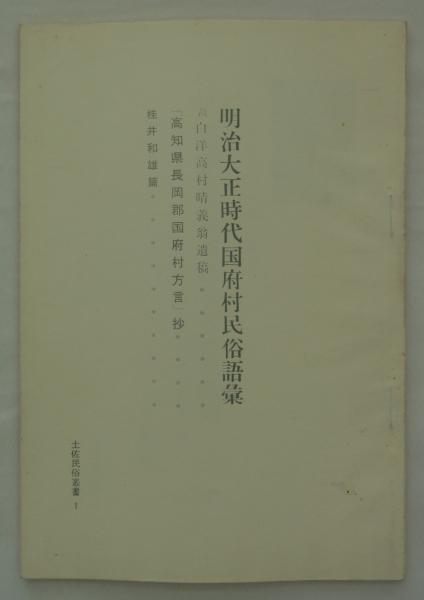 明治大正時代国府村民俗語彙
白洋高村晴義翁遺稿
「高知県長岡郡国府村方言」抄
桂井和雄篇
土佐民俗叢書 1